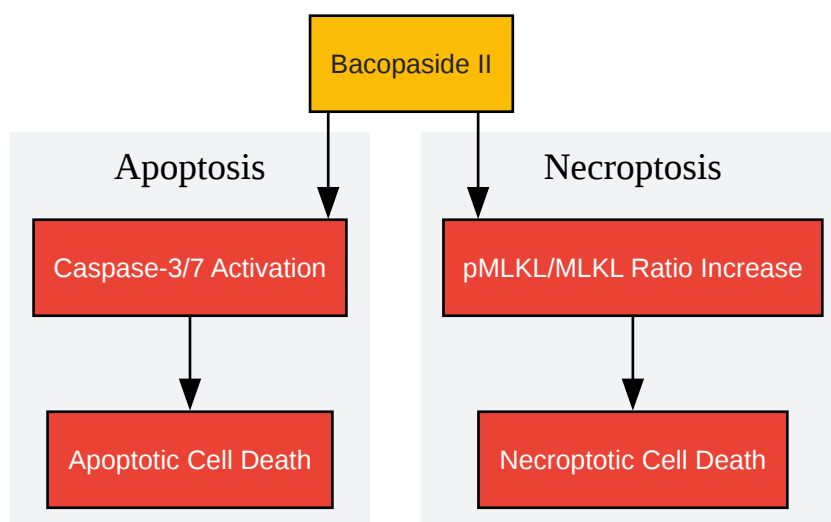 Bacopaside II
Apoptosis
Necroptosis
Caspase-3/7 Activation
pMLKL/MLKL Ratio Increase
Apoptotic Cell Death
Necroptotic Cell Death